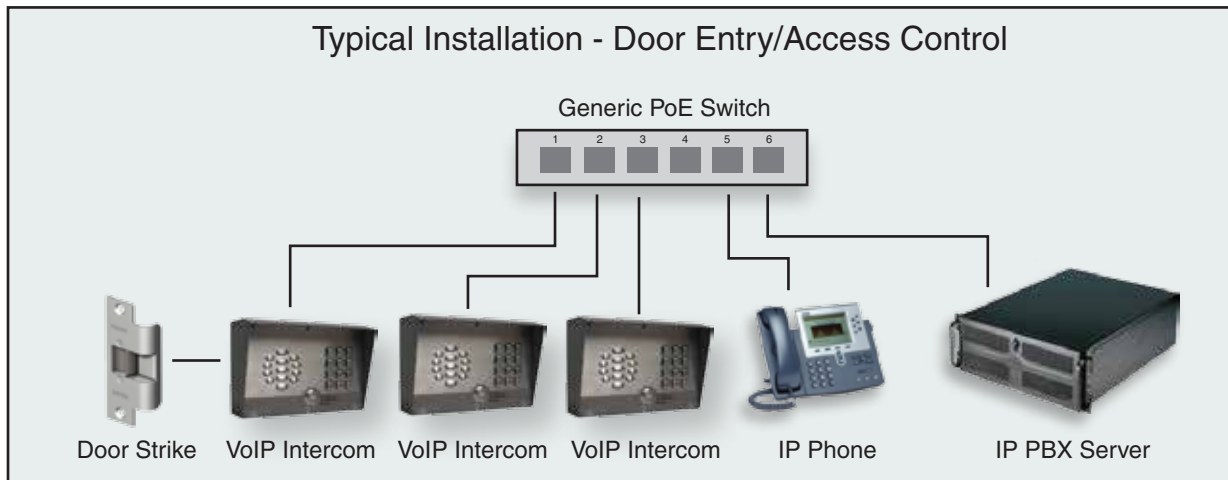 Typical Installation - Door Entry/Access Control
Generic PoE Switch
1 2 3 4 5 6
Door Strike VoIP Intercom VoIP Intercom VoIP Intercom IP Phone IP PBX Server